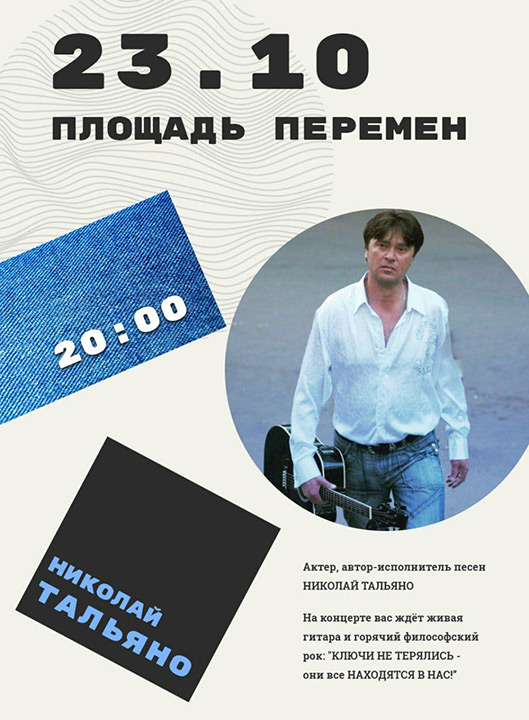 23.10
ПЛОЩАДЬ ПЕРЕМЕН
20:00
НИКОЛАЙ
ТАЛЬЯНО
Актер, автор-исполнитель песен
НИКОЛАЙ ТАЛЬЯНО
На концерте вас ждёт живая
гитара и горячий философский
рок: "КЛЮЧИ НЕ ТЕРЯЛИСЬ -
они все НАХОДЯТСЯ В НАС!"